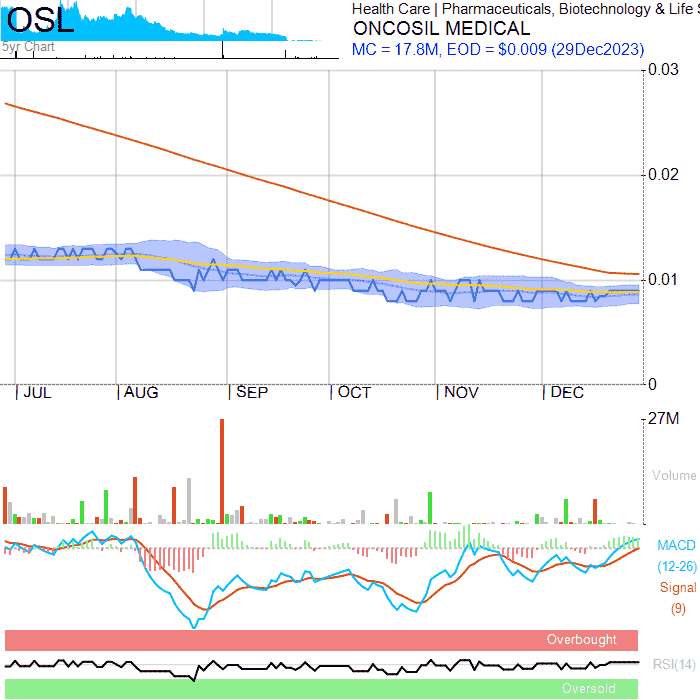 OSL
5yr Chart
Health Care | Pharmaceuticals, Biotechnology & Life S
ONCOSIL MEDICAL
MC = 17.8M, EOD = $0.009 (29Dec2023)
0.03
0.02
0.01
0
JUL AUG SEP OCT NOV DEC
27M
Volume
MACD
(12-26)
Signal
(9)
Overbought
RSI(14)
Oversold